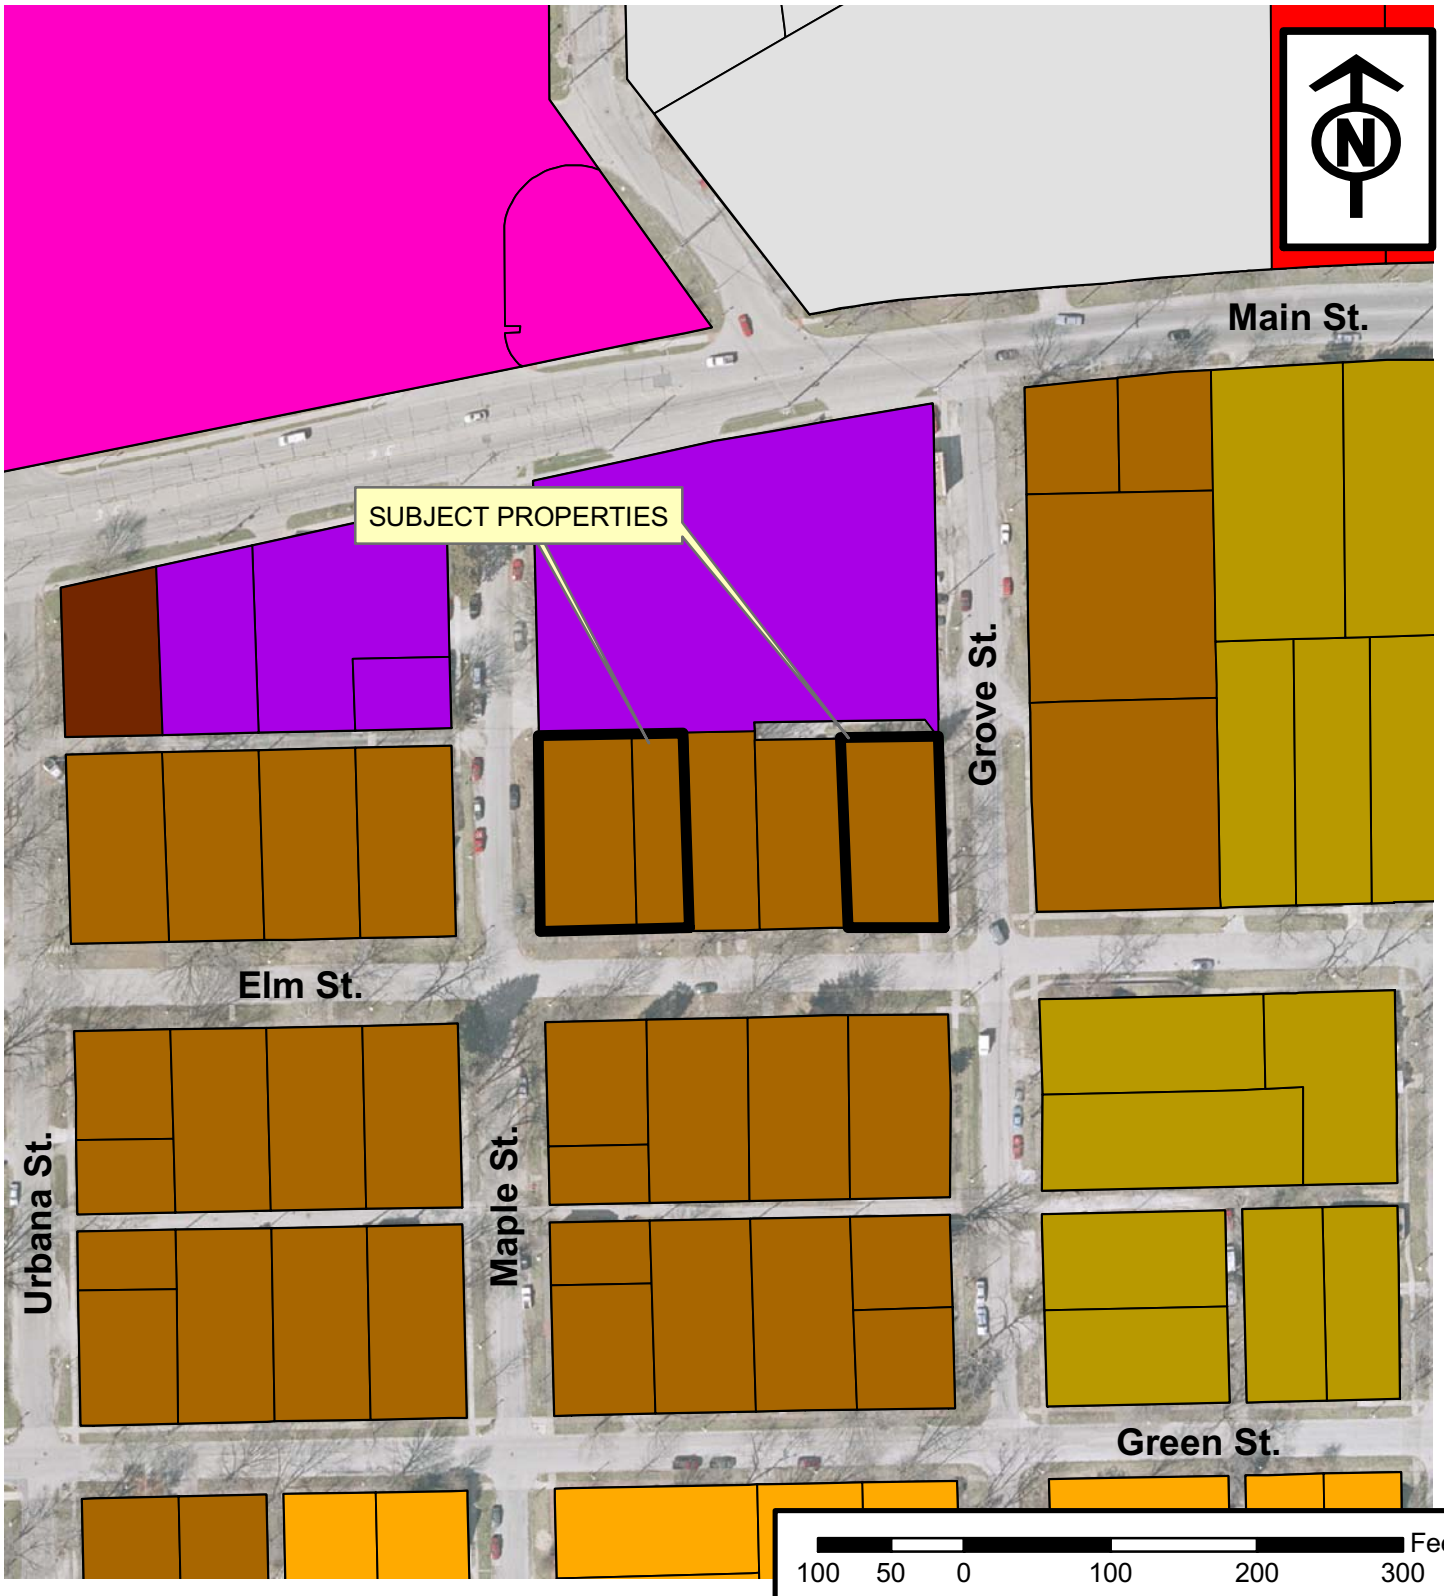 N
Main St.
SUBJECT PROPERTIES
Grove St.
Elm St.
Urbana St.
Maple St.
Green St.
Fee
100 50 0 100 200 300